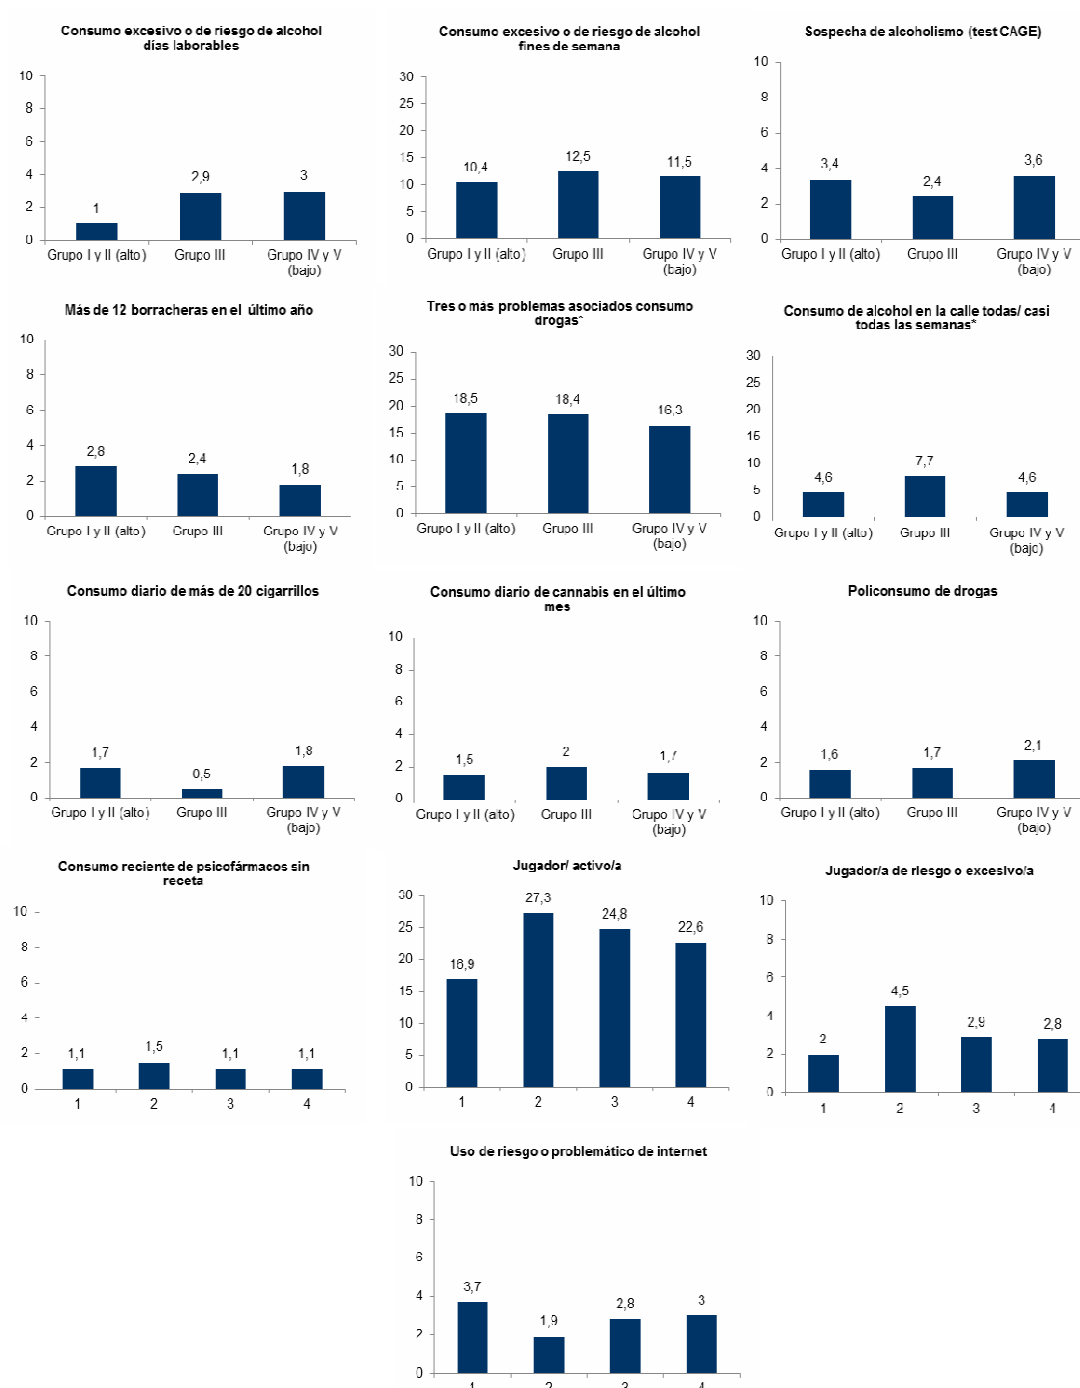 Consumo excesivo o de riesgo de alcohol
días laborables
10
8
6
4
2
0
1
2,9
3
Grupo I y II (alto)
Grupo III
Grupo IV y V
(bajo)
Consumo excesivo o de riesgo de alcohol
fines de semana
30
25
20
15
10
5
0
10,4
12,5
11,5
Grupo I y II (alto)
Grupo III
Grupo IV y V
(bajo)
Sospecha de alcoholismo (test CAGE)
10
8
6
4
2
0
3,4
2,4
3,6
Grupo I y II (alto)
Grupo III
Grupo IV y V
(bajo)
Más de 12 borracheras en el último año
10
8
6
4
2
0
2,8
2,4
1,8
Grupo I y II (alto)
Grupo III
Grupo IV y V
(bajo)
Tres o más problemas asociados consumo
drogas*
30
25
20
15
10
5
0
18,5
18,4
16,3
Grupo I y II (alto)
Grupo III
Grupo IV y V
(bajo)
Consumo de alcohol en la calle todas/ casi
todas las semanas*
30
25
20
15
10
5
0
4,6
7,7
4,6
Grupo I y II (alto)
Grupo III
Grupo IV y V
(bajo)
Consumo diario de más de 20 cigarrillos
10
8
6
4
2
0
1,7
0,5
1,8
Grupo I y II (alto)
Grupo III
Grupo IV y V
(bajo)
Consumo diario de cannabis en el último
mes
10
8
6
4
2
0
1,5
2
1,7
Grupo I y II (alto)
Grupo III
Grupo IV y V
(bajo)
Policonsumo de drogas
10
8
6
4
2
0
1,6
1,7
2,1
Grupo I y II (alto)
Grupo III
Grupo IV y V
(bajo)
Consumo reciente de psicofármacos sin
receta
10
8
6
4
2
0
1,1
1,5
1,1
1,1
1
2
3
4
Jugador/ activo/a
30
25
20
15
10
5
0
16,9
27,3
24,8
22,6
1
2
3
4
Jugador/a de riesgo o excesivo/a
10
8
6
4
2
0
2
4,5
2,9
2,8
1
2
3
4
Uso de riesgo o problemático de internet
10
8
6
4
2
0
3,7
1,9
2,8
3
1
2
3
4